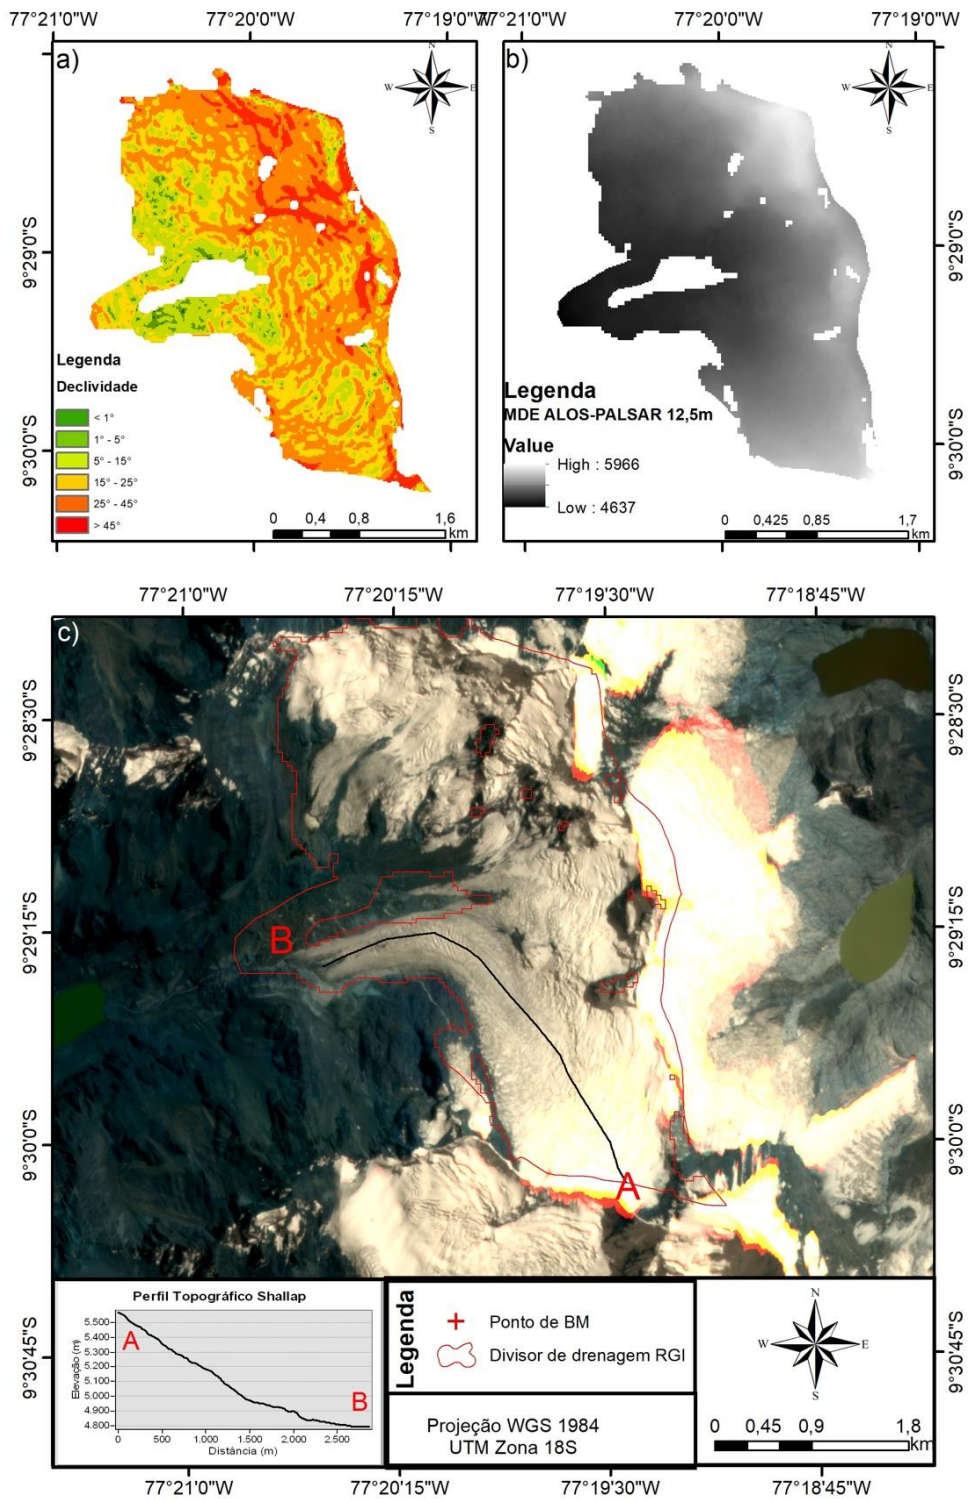 77°21'0"W 77°20'0"W 77°19'0"W
77°21'0"W 77°20'0"W 77°19'0"W
a)
N
W E
S
9°29'0"S
9°30'0"S
Legenda
Declividade
< 1°
1° - 5°
5° - 15°
15° - 25°
25° - 45°
> 45°
0 0,4 0,8 1,6
km
b)
N
W E
S
9°29'0"S
9°30'0"S
Legenda
MDE ALOS-PALSAR 12,5m
Value
High : 5966
Low : 4637
0 0,425 0,85 1,7
km
77°21'0"W 77°20'15"W 77°19'30"W 77°18'45"W
c)
9°28'30"S
9°29'15"S
9°30'0"S
9°30'45"S
B
A
9°28'30"S
9°29'15"S
9°30'0"S
9°30'45"S
Perfil Topográfico Shallap
Elevação (m)
5.500
5.400
5.300
5.200
5.100
5.000
4.900
4.800
A
B
0 500 1.000 1.500 2.000 2.500
Distância (m)
Legenda
Ponto de BM
Divisor de drenagem RGI
Projeção WGS 1984
UTM Zona 18S
N
W E
S
0 0,45 0,9 1,8
km
77°21'0"W 77°20'15"W 77°19'30"W 77°18'45"W